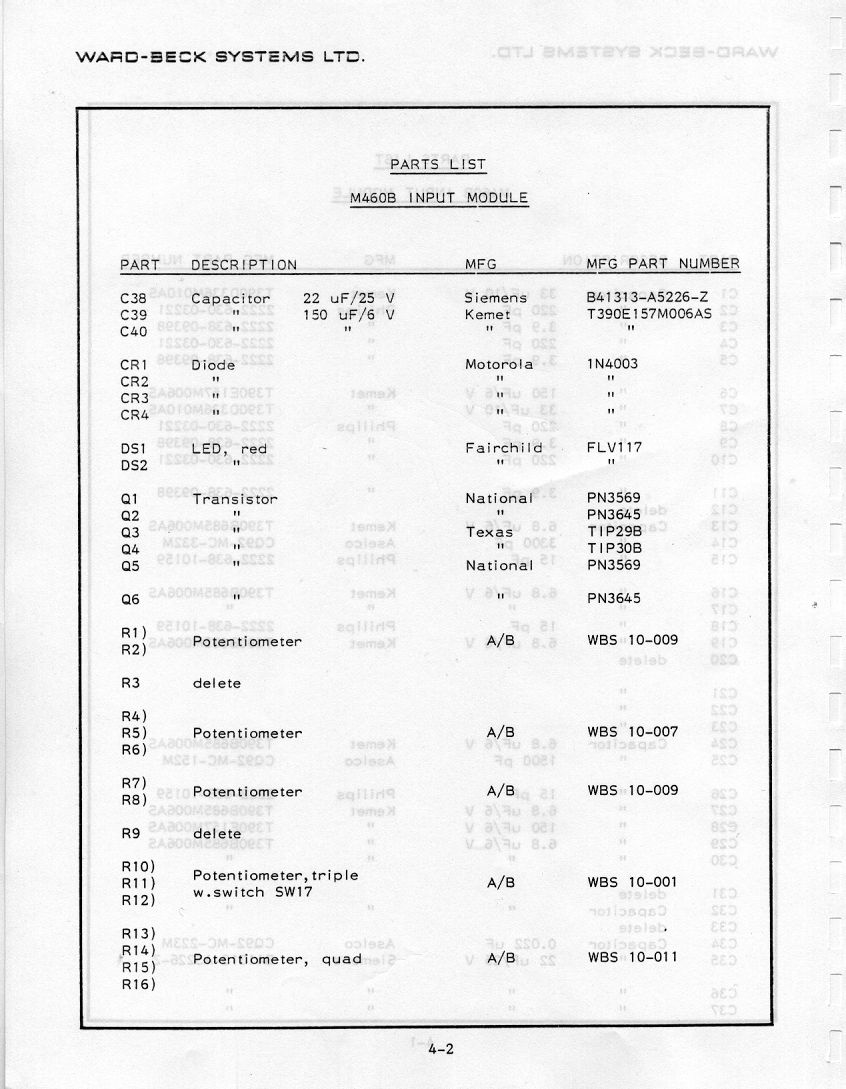 WARD-BECK SYSTEMS LTD.
PARTS LIST
M460B INPUT MODULE
PART DESCRIPTION MFG MFG PART NUMBER
C38 Capacitor 22 uF/25 V Siemens B41313-A5226-Z
C39 " 150 uF/6 V Kemet T390E157M006AS
C40 " " " "
CR1 Diode Motorola 1N4003
CR2 " " "
CR3 " " "
CR4 " " "
DS1 LED, red Fairchild FLV117
DS2 " " "
Q1 Transistor National PN3569
Q2 " " PN3645
Q3 " Texas TIP29B
Q4 " " TIP30B
Q5 " National PN3569
Q6 " " PN3645
R1)
R2) Potentiometer A/B WBS 10-009
R3 delete
R4)
R5) Potentiometer A/B WBS 10-007
R6)
R7)
R8) Potentiometer A/B WBS 10-009
R9 delete
R10)
R11) Potentiometer,triple A/B WBS 10-001
R12) w.switch SW17
R13)
R14)
R15) Potentiometer, quad A/B WBS 10-011
R16)
4-2